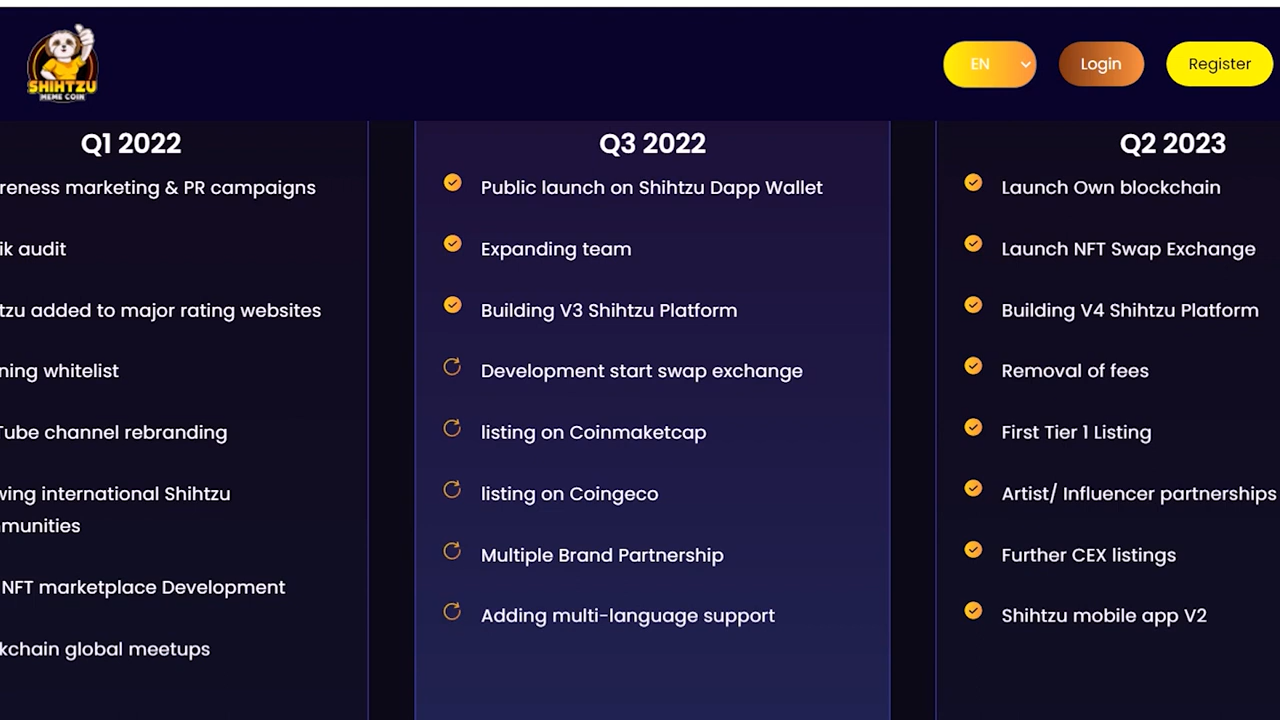 SHIHTZU
MEME COIN
EN
Login
Register
Q1 2022
reness marketing & PR campaigns
ik audit
tzu added to major rating websites
ning whitelist
Tube channel rebranding
wing international Shihtzu
munities
NFT marketplace Development
kchain global meetups
Q3 2022
Public launch on Shihtzu Dapp Wallet
Expanding team
Building V3 Shihtzu Platform
Development start swap exchange
listing on Coinmaketcap
listing on Coingeco
Multiple Brand Partnership
Adding multi-language support
Q2 2023
Launch Own blockchain
Launch NFT Swap Exchange
Building V4 Shihtzu Platform
Removal of fees
First Tier 1 Listing
Artist/ Influencer partnerships
Further CEX listings
Shihtzu mobile app V2